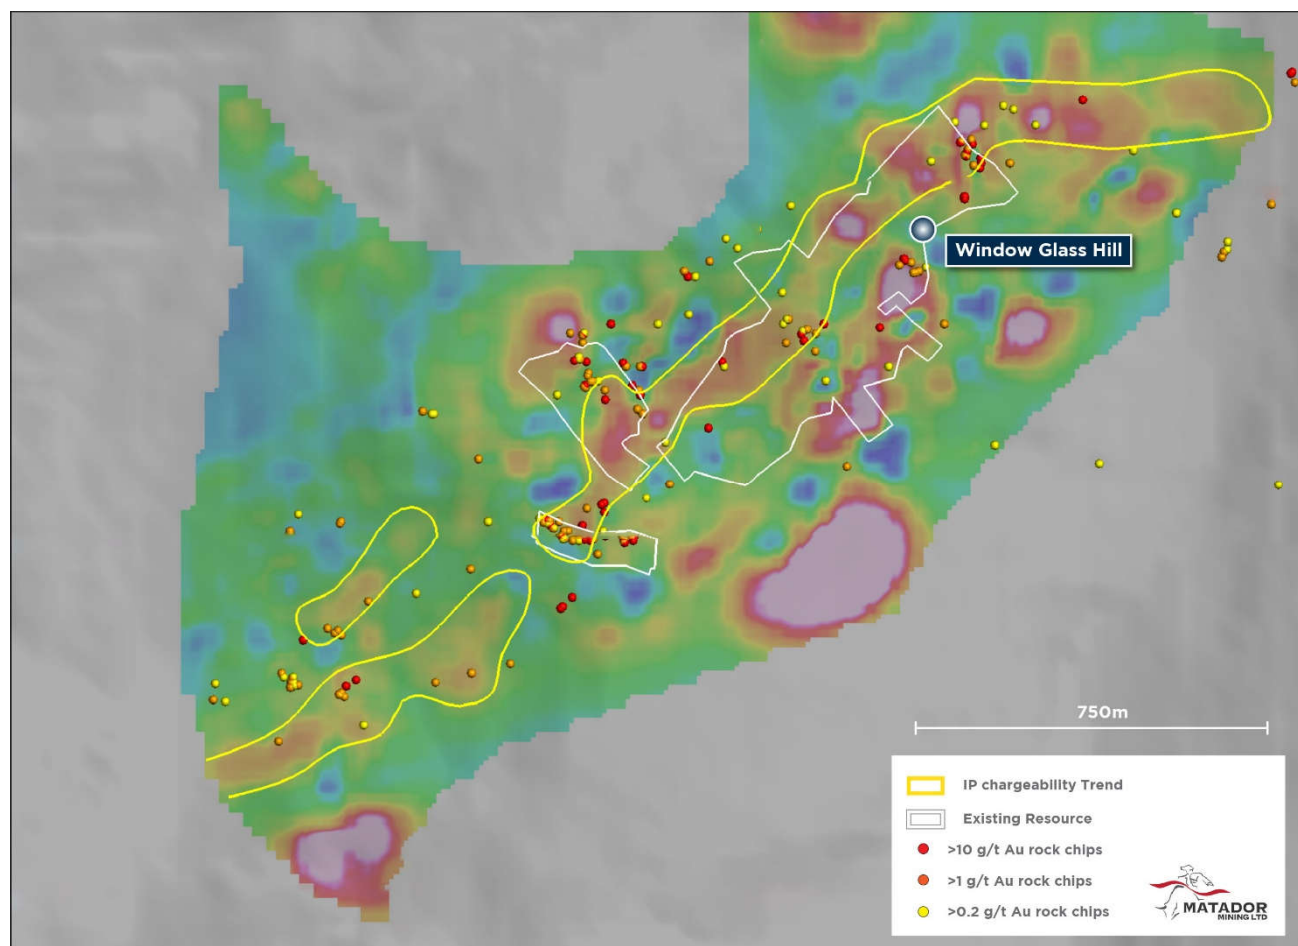 Window Glass Hill
750m
IP chargeability Trend
Existing Resource
>10 g/t Au rock chips
>1 g/t Au rock chips
>0.2 g/t Au rock chips
MATADOR
MINING LTD